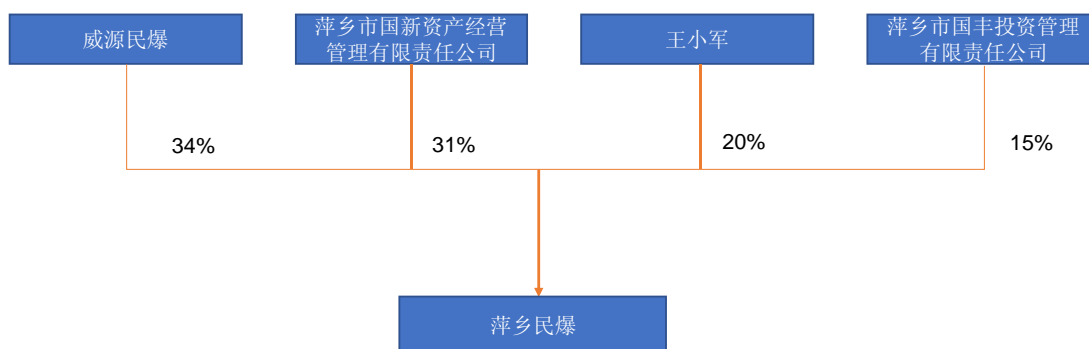 威源民爆
萍乡市国新资产经营
管理有限责任公司
王小军
萍乡市国丰投资管理
有限责任公司
34%
31%
20%
15%
萍乡民爆